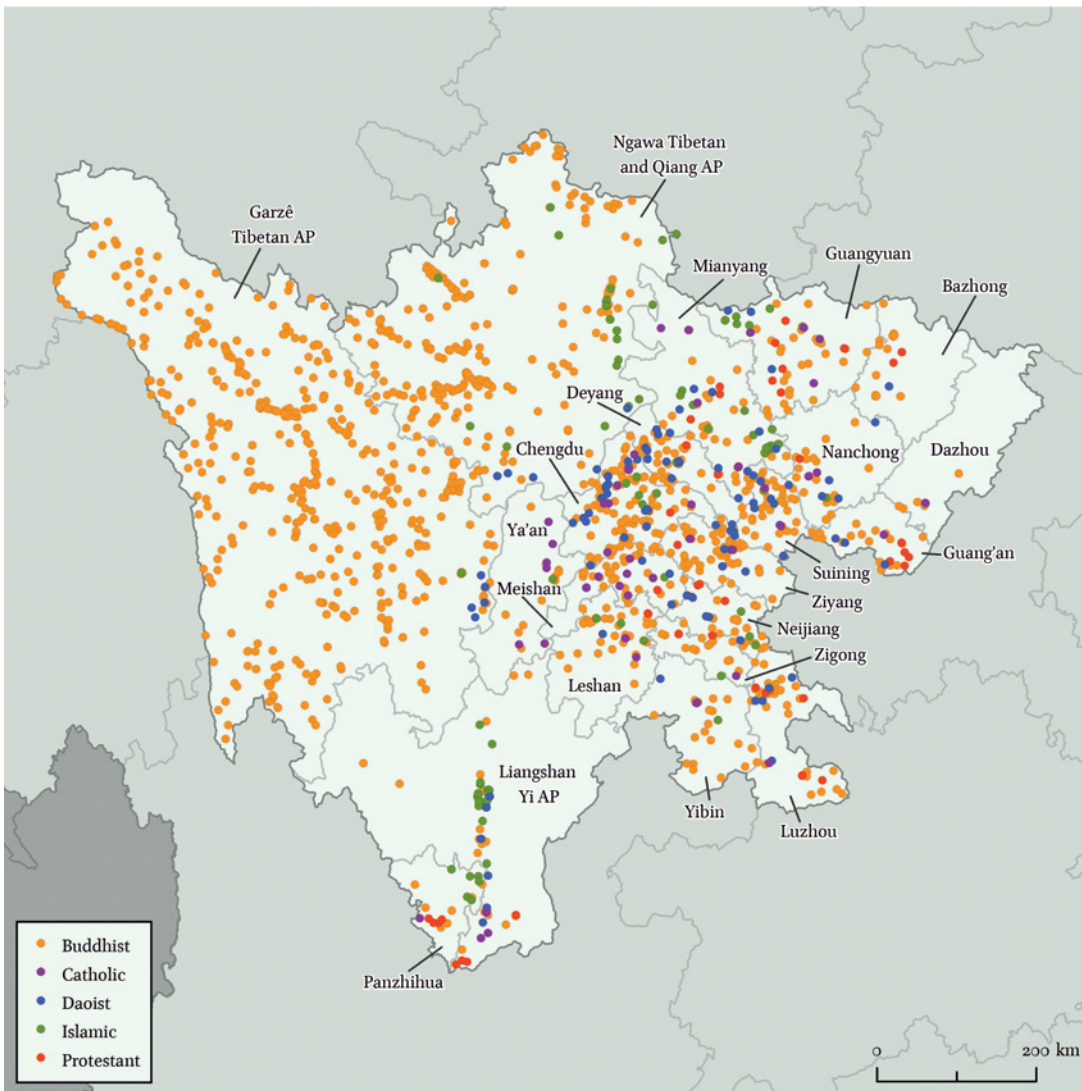 Ngawa Tibetan
and Qiang AP
Garzê
Tibetan AP
Guangyuan
Mianyang
Bazhong
Deyang
Chengdu
Nanchong
Dazhou
Ya'an
Guang'an
Suining
Meishan
Ziyang
Neijiang
Zigong
Leshan
Liangshan
Yi AP
Yibin
Luzhou
Panzhihua
Buddhist
Catholic
Daoist
Islamic
Protestant
0
200 km